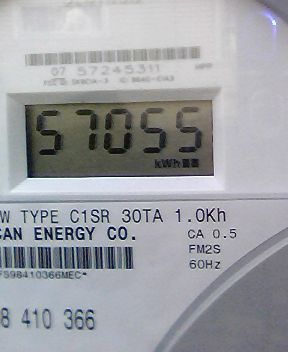 07 57245311
57055
kWh
W TYPE C1SR 30TA 1.0Kh
CAN ENERGY CO.
CA 0.5
FM2S
60Hz
FS98410366MEC*
8 410 366